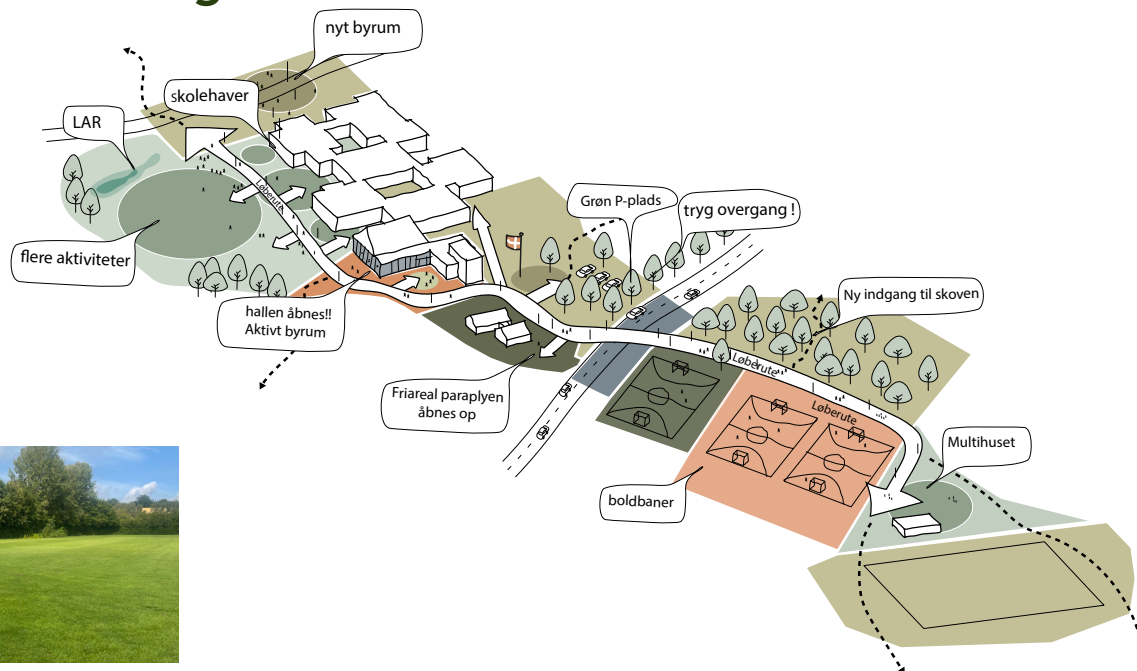 nyt byrum
skolehaver
LAR
Løberute
flere aktiviteter
Grøn P-plads
tryg overgang !
hallen åbnes!!
Aktivt byrum
Ny indgang til skoven
Friareal paraplyen
åbnes op
Løberute
Løberute
Multihuset
boldbaner